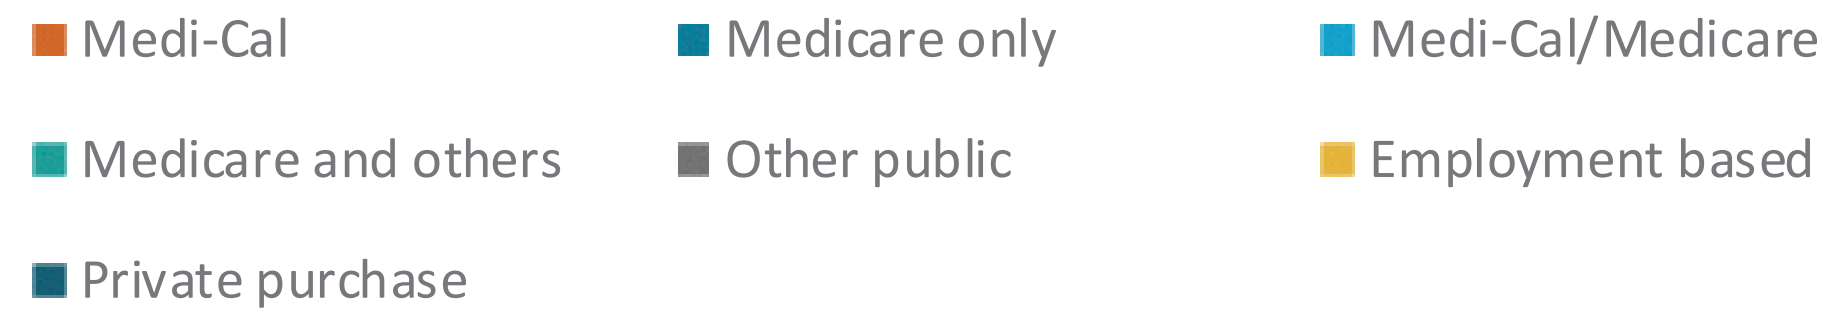 Medi-Cal Medicare only Medi-Cal/Medicare
Medicare and others Other public Employment based
Private purchase